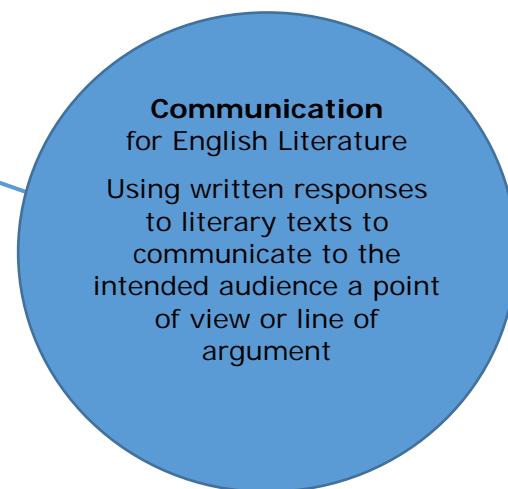 Communication
for English Literature
Using written responses
to literary texts to
communicate to the
intended audience a point
of view or line of
argument